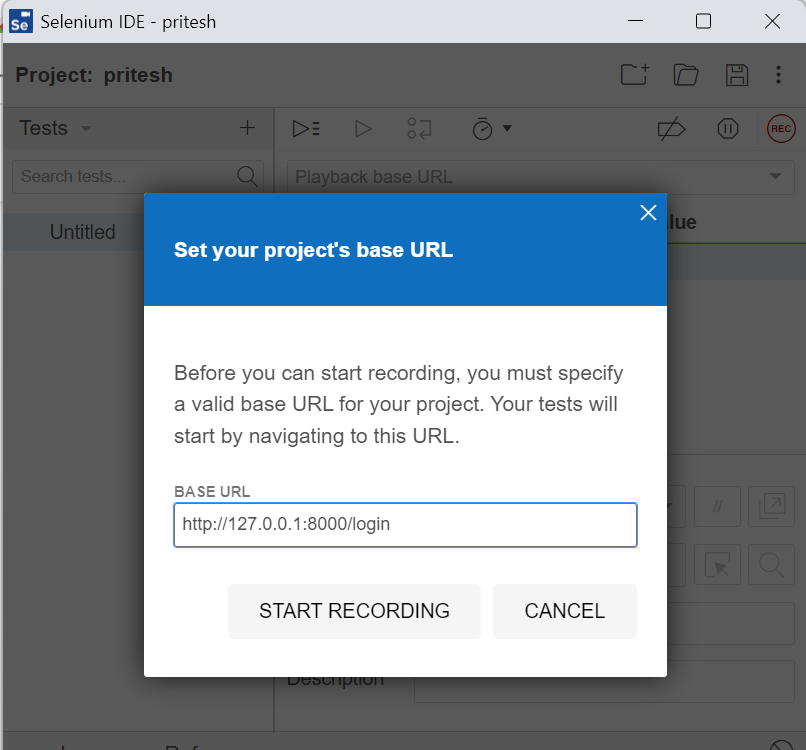 Se Selenium IDE - pritesh
Project: pritesh
Tests
REC
Search tests...
Playback base URL
Untitled
lue
Set your project's base URL
Before you can start recording, you must specify
a valid base URL for your project. Your tests will
start by navigating to this URL.
BASE URL
http://127.0.0.1:8000/login
//
START RECORDING
CANCEL
Description